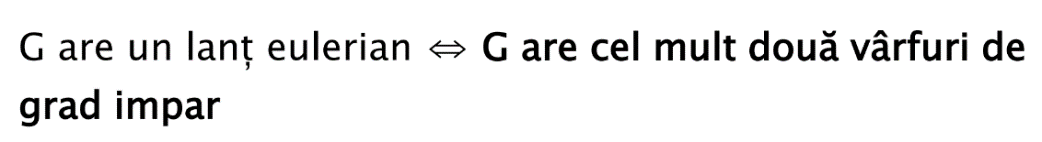 G are un lanț eulerian ⇔ G are cel mult două vârfuri de
grad impar